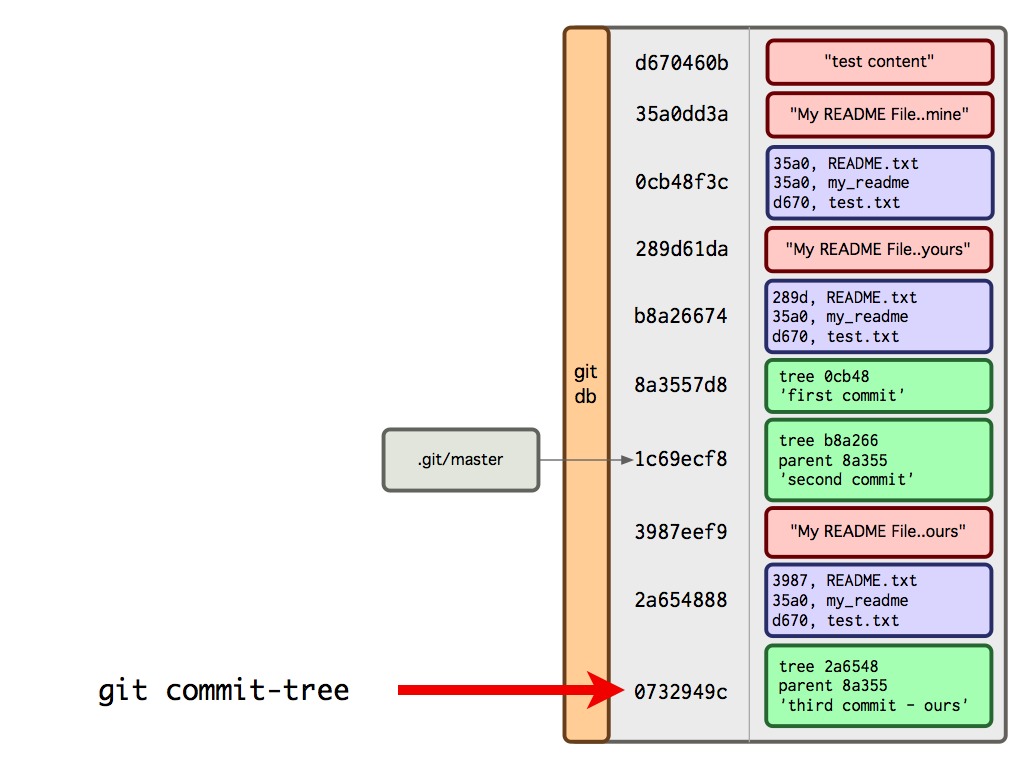 d670460b
"test content"
35a0dd3a
"My README File..mine"
0cb48f3c
35a0, README.txt
35a0, my_readme
d670, test.txt
289d61da
"My README File..yours"
b8a26674
289d, README.txt
35a0, my_readme
d670, test.txt
git
db
8a3557d8
tree 0cb48
'first commit'
.git/master
1c69ecf8
tree b8a266
parent 8a355
'second commit'
3987eef9
"My README File..ours"
2a654888
3987, README.txt
35a0, my_readme
d670, test.txt
git commit-tree
0732949c
tree 2a6548
parent 8a355
'third commit - ours'